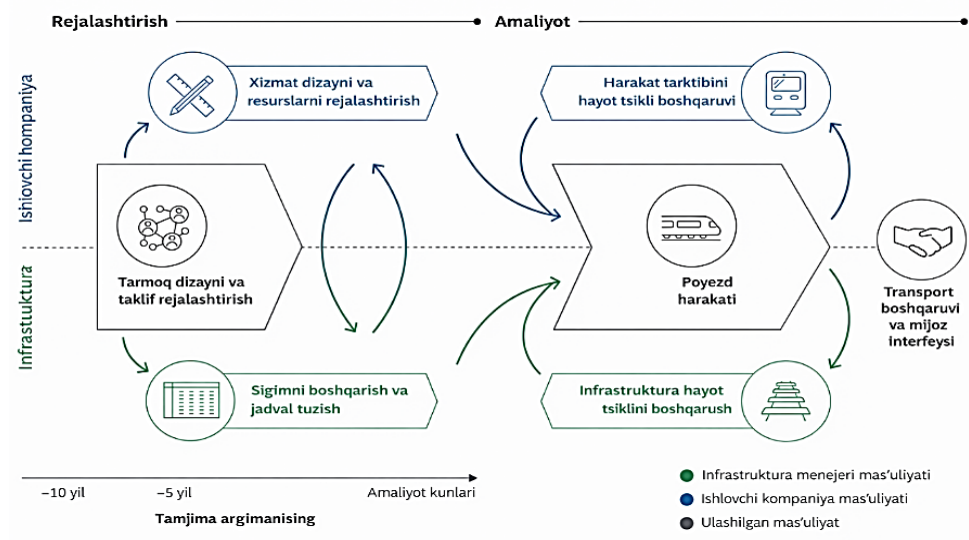 Rejalashtirish
Amaliyot
Ishiovchi hompaniya
Xizmat dizayni va
resurslarni rejalashtirish
Harakat tarktibini
hayot tsikli boshqaruvi
Tarmoq dizayni va
taklif rejalashtirish
Poyezd
harakati
Transport
boshqaruvi
va mijoz
interfeysi
Infrasttuktura
Sigimni boshqarish va
jadval tuzish
Infrastruktura hayot
tsiklini boshqarush
−10 yil
−5 yil
Amaliyot kunlari
Tamjima argimanising
Infrastruktura menejeri mas'uliyati
Ishlovchi kompaniya mas'uliyati
Ulashilgan mas'uliyat